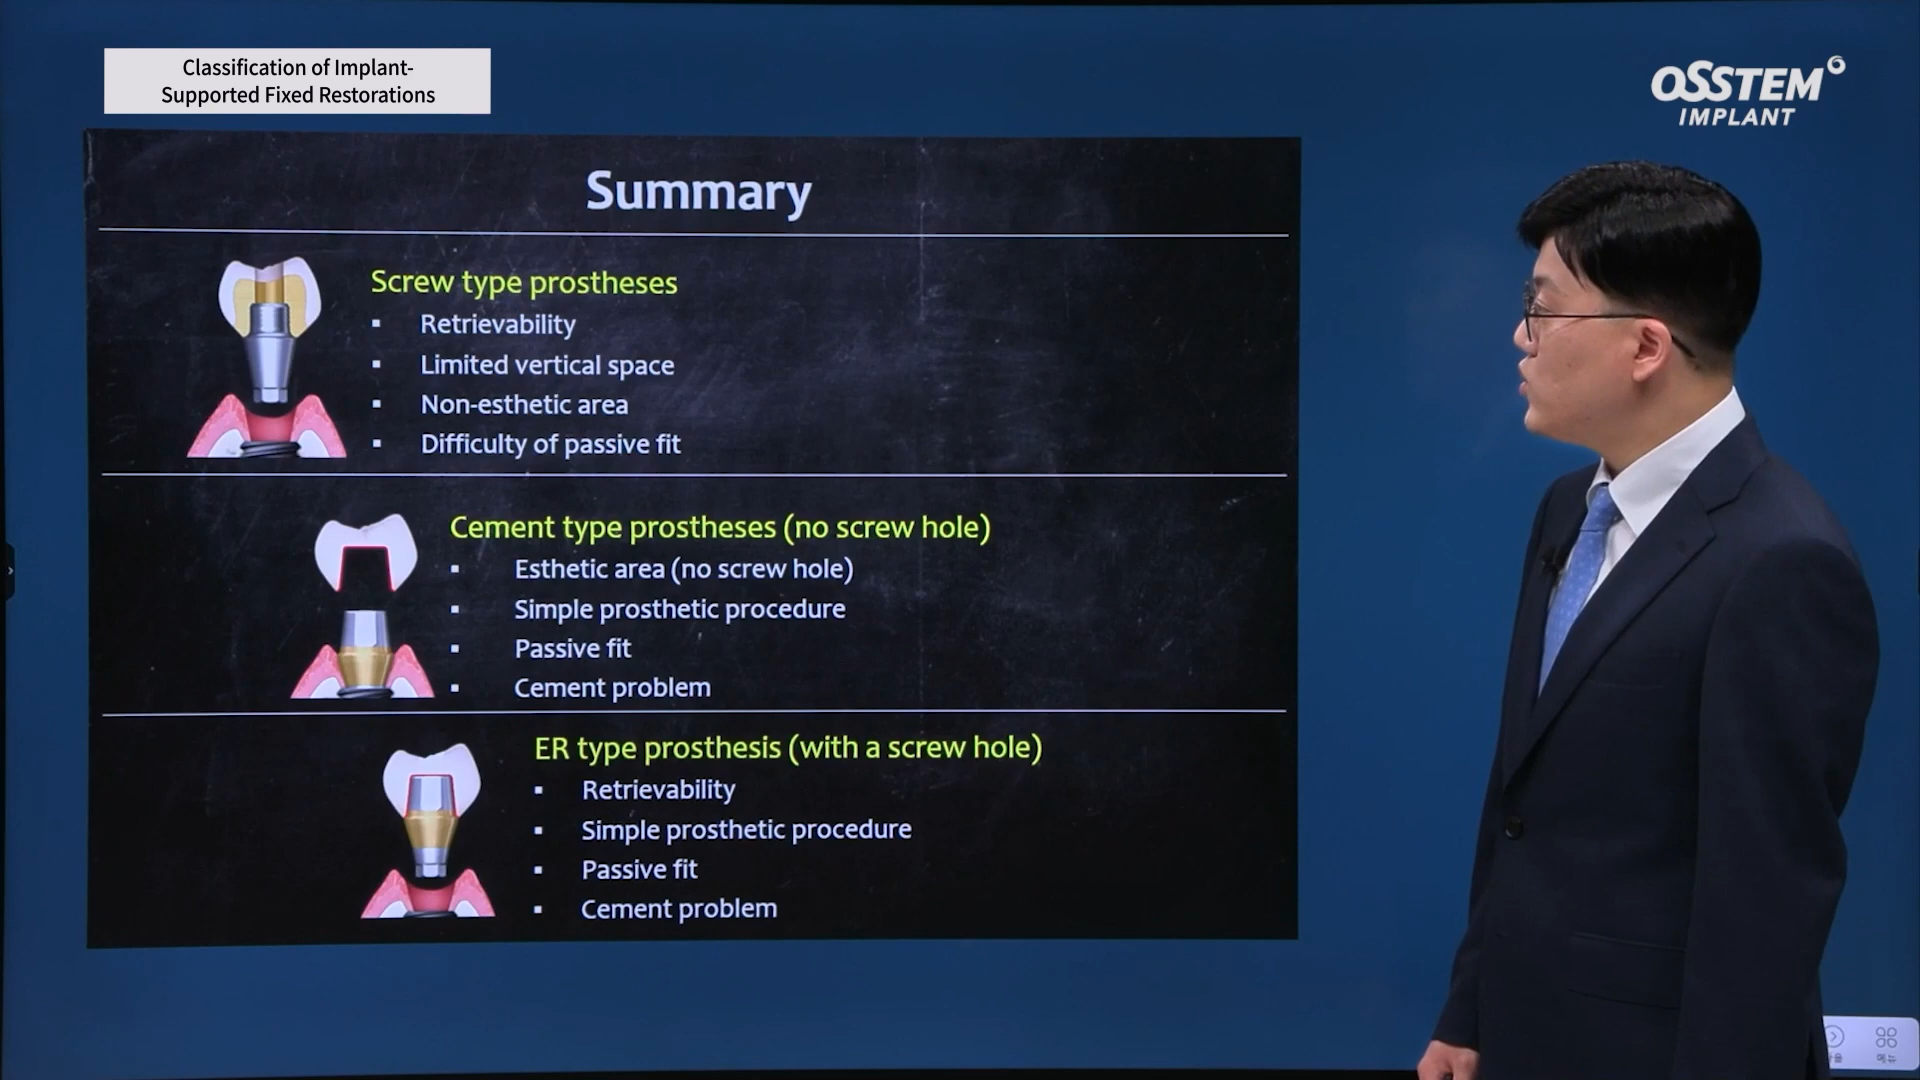 Classification of Implant-
Supported Fixed Restorations
OSSTEM
IMPLANT
Summary
Screw type prostheses
▪ Retrievability
▪ Limited vertical space
▪ Non-esthetic area
▪ Difficulty of passive fit
Cement type prostheses (no screw hole)
▪ Esthetic area (no screw hole)
▪ Simple prosthetic procedure
▪ Passive fit
▪ Cement problem
ER type prosthesis (with a screw hole)
▪ Retrievability
▪ Simple prosthetic procedure
▪ Passive fit
▪ Cement problem
메뉴